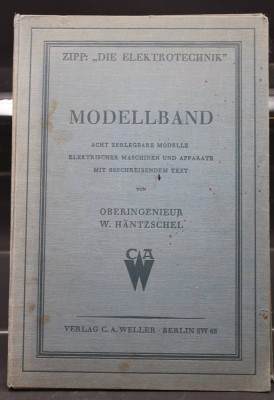 ZIPP: „DIE ELEKTROTECHNIK"
MODELLBAND
ACHT ZERLEGBARE MODELLE
ELEKTRISCHER MASCHINEN UND APPARATE
MIT BESCHREIBENDEM TEXT
VON
OBERINGENIEUR
W. HÄNTZSCHEL
CAW
VERLAG C. A. WELLER · BERLIN SW 68